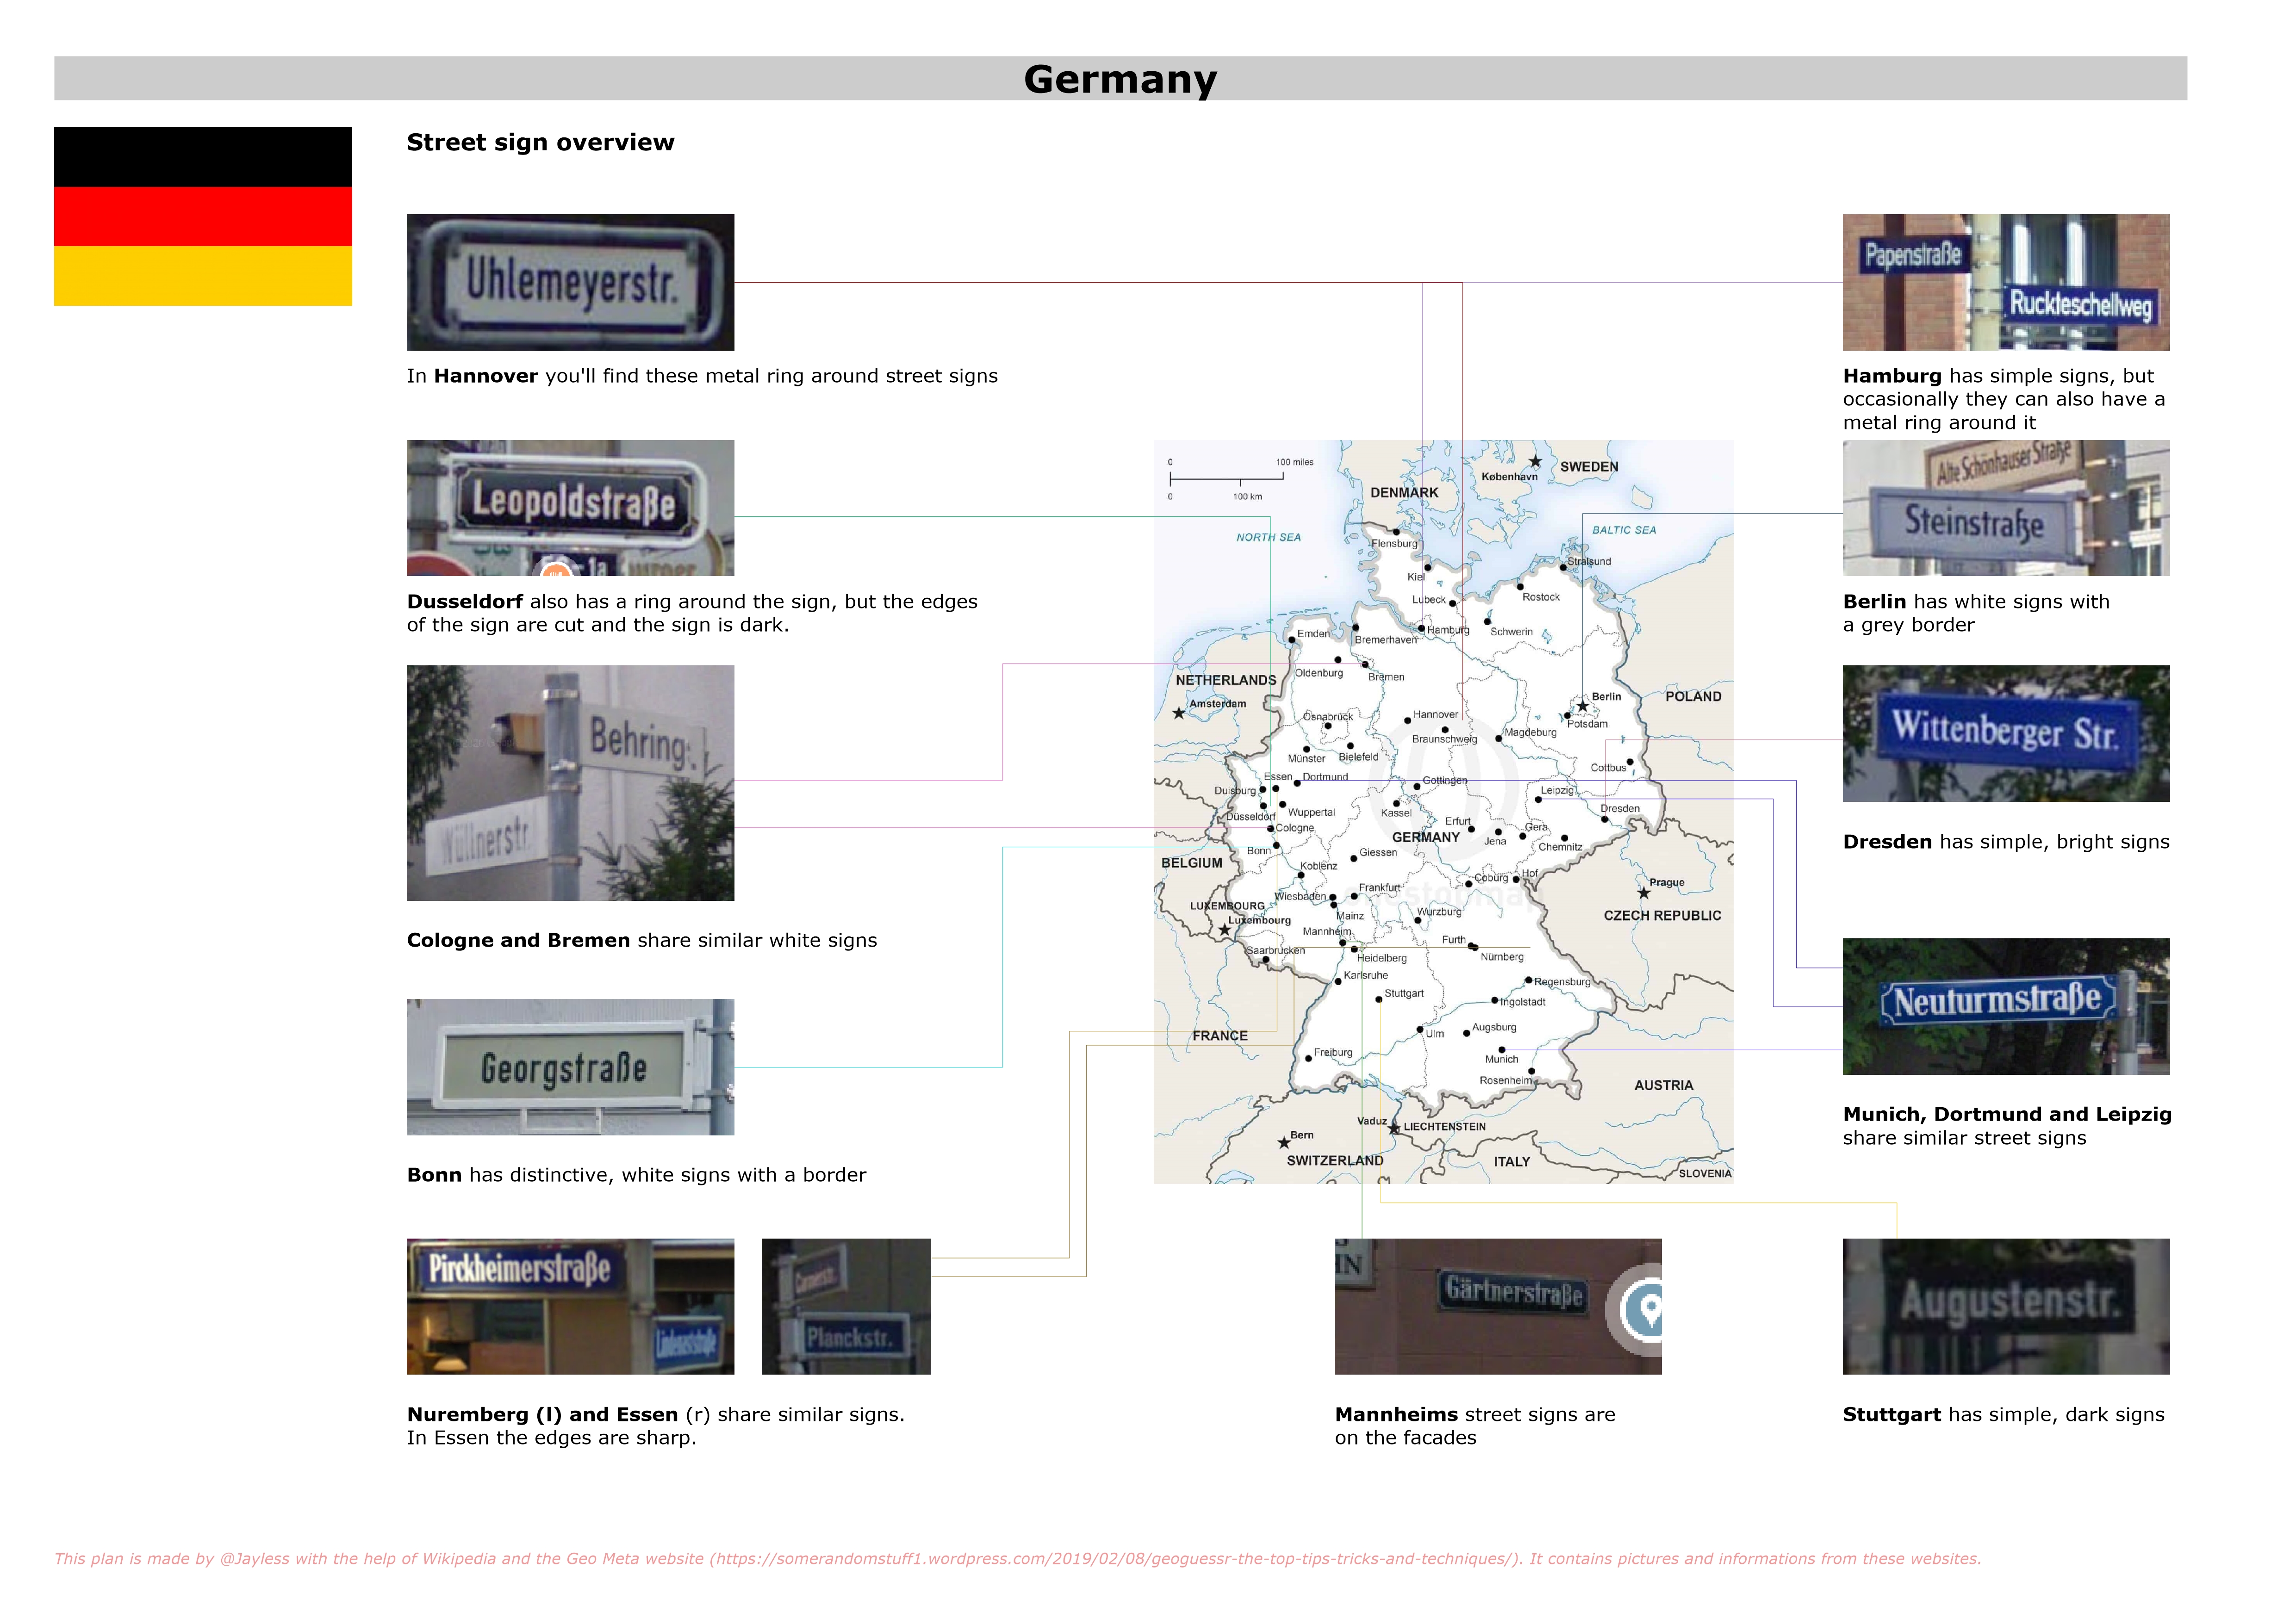 Germany
Street sign overview
Uhlemeyerstr.
In Hannover you'll find these metal ring around street signs
Leopoldstraße
1a
Dusseldorf also has a ring around the sign, but the edges
of the sign are cut and the sign is dark.
Behring
Wüllnerstr.
Cologne and Bremen share similar white signs
Georgstraße
Bonn has distinctive, white signs with a border
Pirckheimerstraße
Planckstr.
Nuremberg (l) and Essen (r) share similar signs.
In Essen the edges are sharp.
0 100 miles
0 100 km
København
SWEDEN
DENMARK
NORTH SEA
BALTIC SEA
Flensburg
Stralsund
Kiel
Rostock
Lubeck
Emden
Bremerhaven
Hamburg
Schwerin
Oldenburg
Bremen
NETHERLANDS
Amsterdam
Berlin
POLAND
Hannover
Osnabrück
Potsdam
Braunschweig
Magdeburg
Münster
Bielefeld
Cottbus
Essen
Dortmund
Gottingen
Duisburg
Leipzig
Wuppertal
Kassel
Dresden
Düsseldorf
Cologne
Erfurt
Gera
GERMANY
Jena
Chemnitz
Bonn
Giessen
BELGIUM
Koblenz
Coburg
Hof
Prague
Frankfurt
Wiesbaden
LUXEMBOURG
Luxembourg
Mainz
Wurzburg
CZECH REPUBLIC
Mannheim
Furth
Saarbrucken
Heidelberg
Nürnberg
Karlsruhe
Regensburg
Stuttgart
Ingolstadt
FRANCE
Ulm
Augsburg
Freiburg
Munich
Rosenheim
AUSTRIA
Vaduz
LIECHTENSTEIN
Bern
SWITZERLAND
ITALY
SLOVENIA
Papenstraße
Ruckteschellweg
Hamburg has simple signs, but
occasionally they can also have a
metal ring around it
Alte Schönhauser Straße
Steinstraße
Berlin has white signs with
a grey border
Wittenberger Str.
Dresden has simple, bright signs
Neuturmstraße
Munich, Dortmund and Leipzig
share similar street signs
Gärtnerstraße
Mannheims street signs are
on the facades
Augustenstr.
Stuttgart has simple, dark signs
This plan is made by @Jayless with the help of Wikipedia and the Geo Meta website (https://somerandomstuff1.wordpress.com/2019/02/08/geoguessr-the-top-tips-tricks-and-techniques/). It contains pictures and informations from these websites.